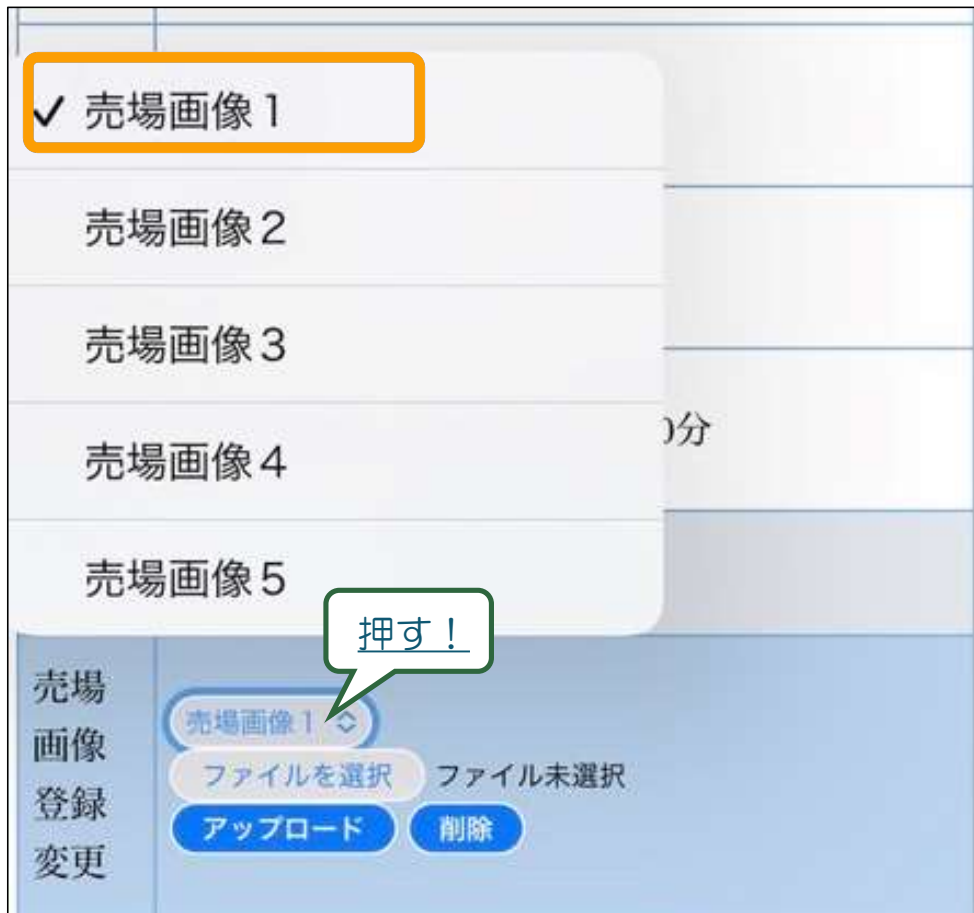 ✓ 売場画像1
売場画像2
売場画像3
売場画像4
売場画像5
分
押す！
売場
画像
登録
変更
売場画像1
ファイルを選択 ファイル未選択
アップロード 削除